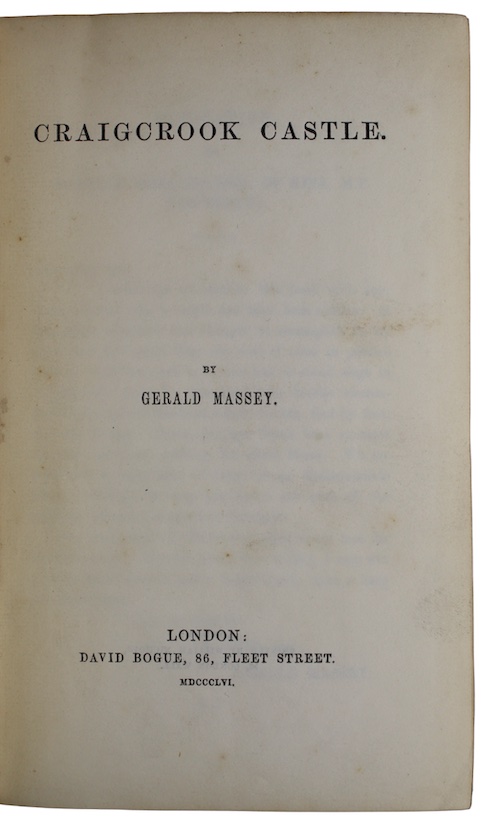 CRAIGCROOK CASTLE.
BY
GERALD MASSEY.
LONDON:
DAVID BOGUE, 86, FLEET STREET.
MDCCCLVI.